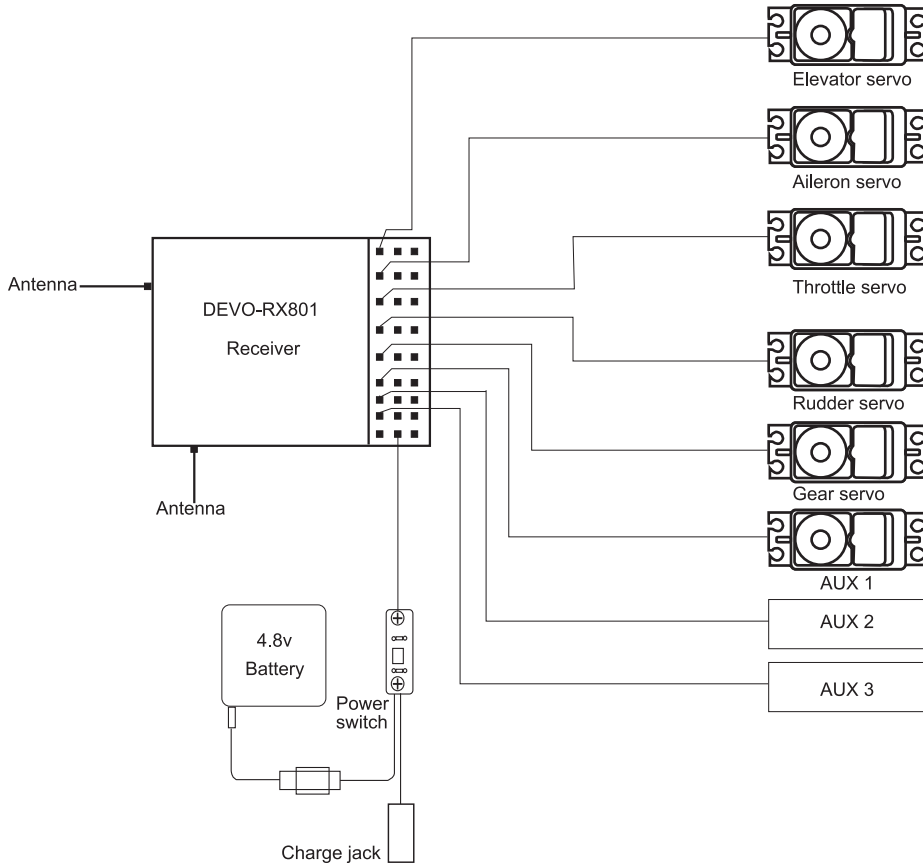 Elevator servo
Aileron servo
Throttle servo
Antenna
DEVO-RX801
Receiver
Rudder servo
Gear servo
Antenna
AUX 1
AUX 2
AUX 3
4.8v
Battery
Power
switch
Charge jack